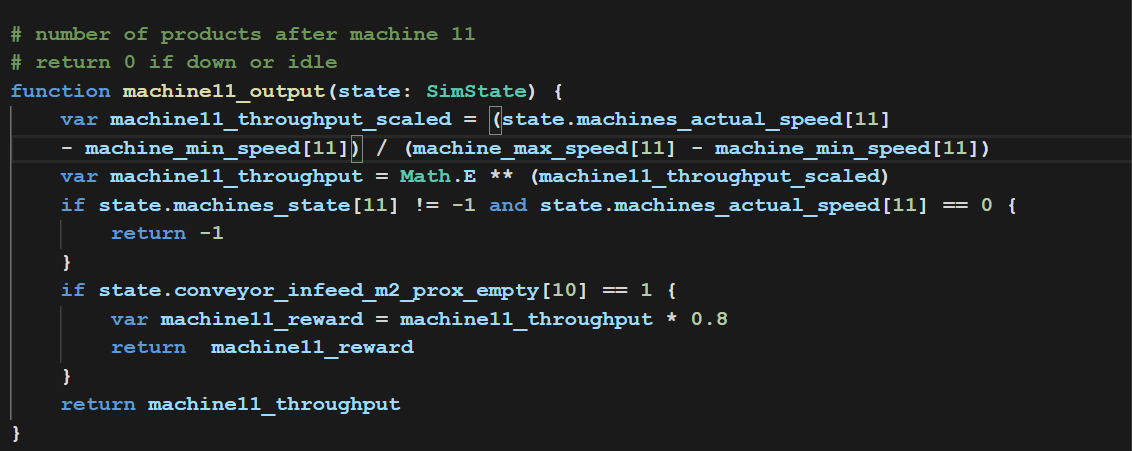 # number of products after machine 11
# return 0 if down or idle
function machine11_output(state: SimState) {
    var machine11_throughput_scaled = (state.machines_actual_speed[11]
    - machine_min_speed[11]) / (machine_max_speed[11] - machine_min_speed[11])
    var machine11_throughput = Math.E ** (machine11_throughput_scaled)
    if state.machines_state[11] != -1 and state.machines_actual_speed[11] == 0 {
        return -1
    }
    if state.conveyor_infeed_m2_prox_empty[10] == 1 {
        var machine11_reward = machine11_throughput * 0.8
        return  machine11_reward
    }
    return machine11_throughput
}